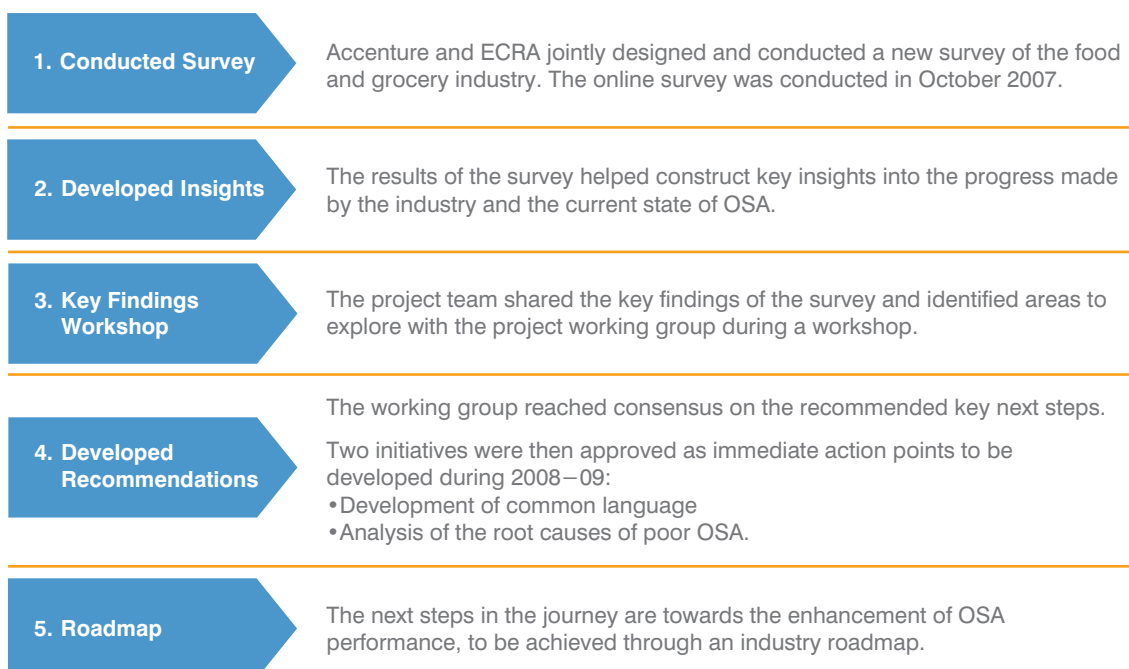 1. Conducted Survey
Accenture and ECRA jointly designed and conducted a new survey of the food
and grocery industry. The online survey was conducted in October 2007.
2. Developed Insights
The results of the survey helped construct key insights into the progress made
by the industry and the current state of OSA.
3. Key Findings
Workshop
The project team shared the key findings of the survey and identified areas to
explore with the project working group during a workshop.
4. Developed
Recommendations
The working group reached consensus on the recommended key next steps.
Two initiatives were then approved as immediate action points to be
developed during 2008–09:
•Development of common language
•Analysis of the root causes of poor OSA.
5. Roadmap
The next steps in the journey are towards the enhancement of OSA
performance, to be achieved through an industry roadmap.